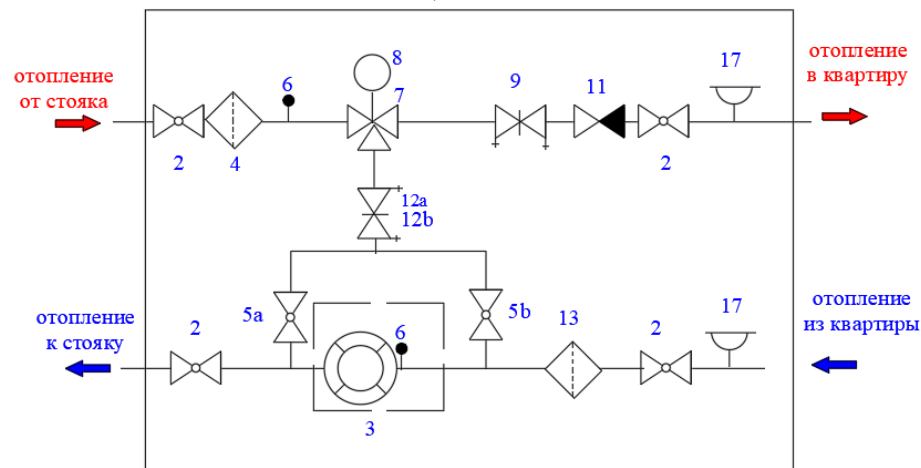 отопление
от стояка
2
4
6
8
7
9
11
2
17
отопление
в квартиру
12a
12b
отопление
к стояку
2
5a
3
6
5b
13
2
17
отопление
из квартиры